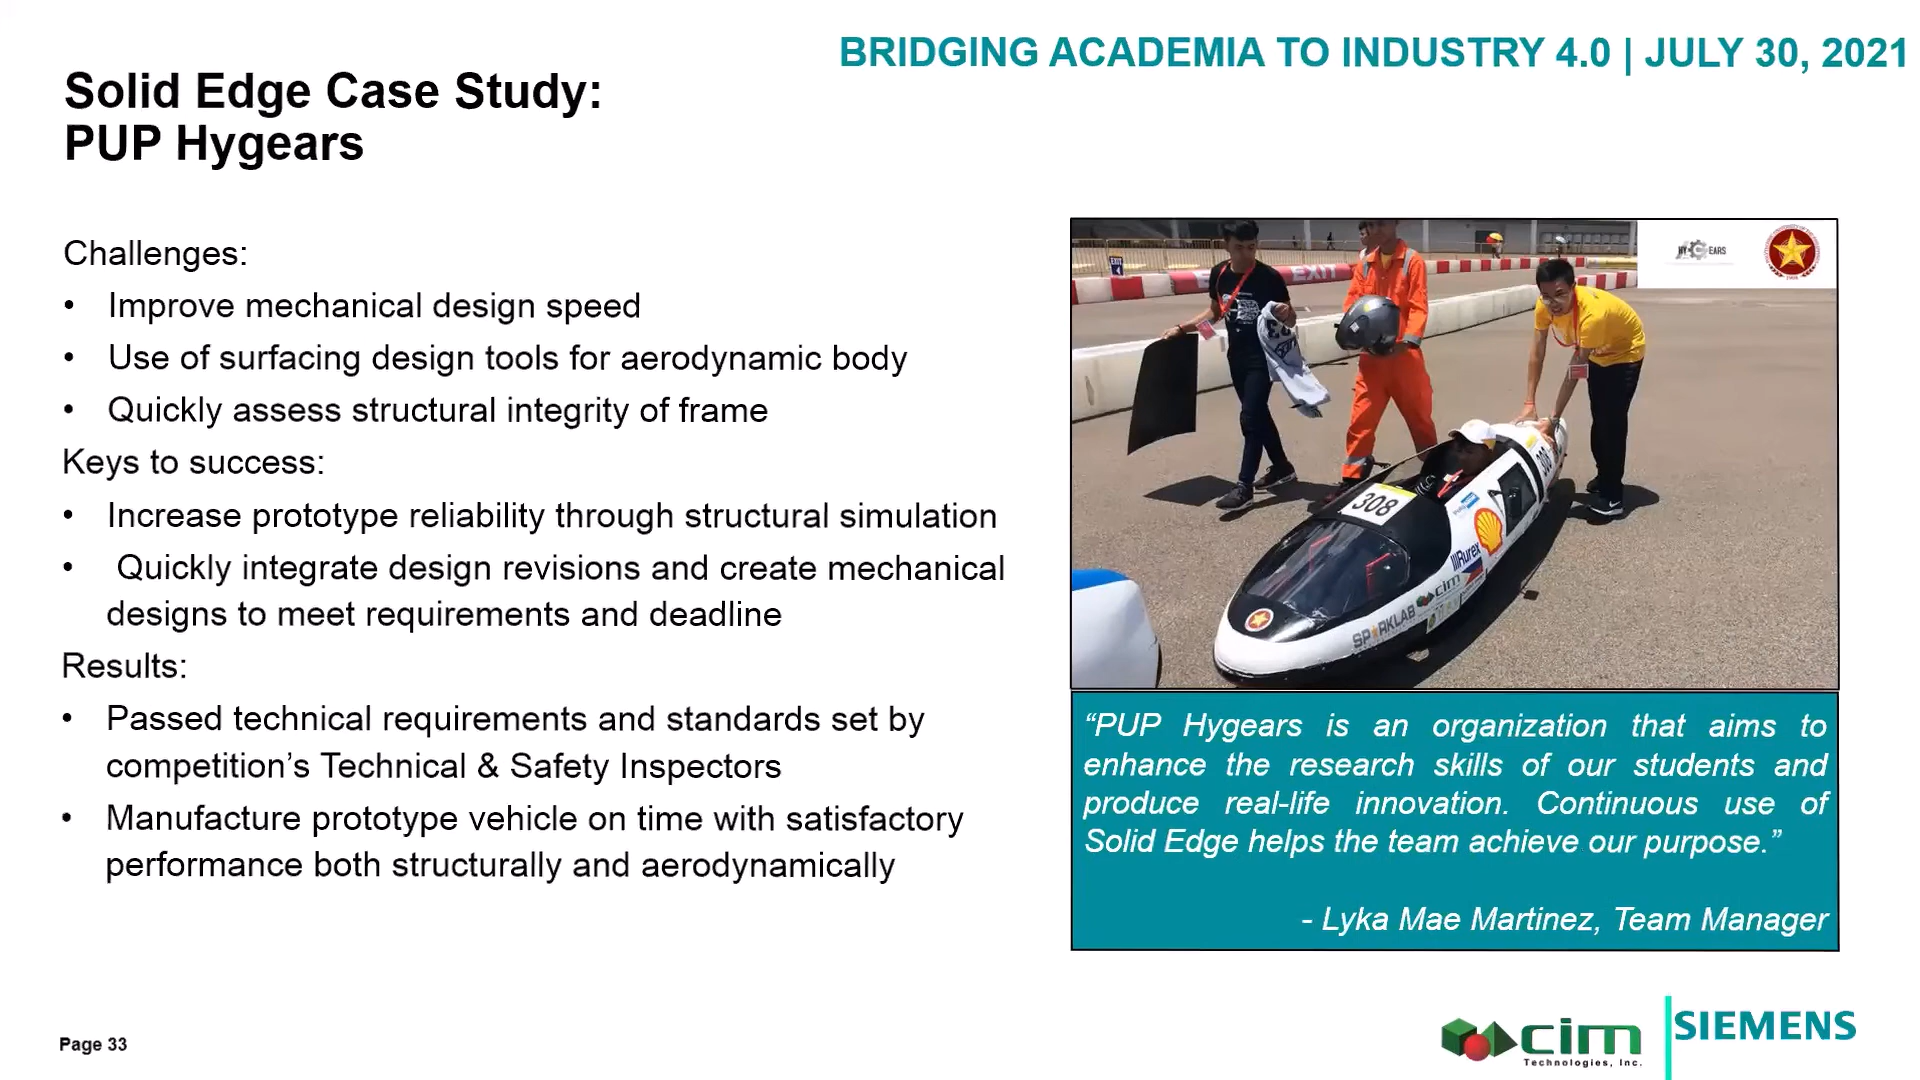 BRIDGING ACADEMIA TO INDUSTRY 4.0 | JULY 30, 2021
Solid Edge Case Study:
PUP Hygears
Challenges:
• Improve mechanical design speed
• Use of surfacing design tools for aerodynamic body
• Quickly assess structural integrity of frame
Keys to success:
• Increase prototype reliability through structural simulation
• Quickly integrate design revisions and create mechanical
designs to meet requirements and deadline
Results:
• Passed technical requirements and standards set by
competition’s Technical & Safety Inspectors
• Manufacture prototype vehicle on time with satisfactory
performance both structurally and aerodynamically
EXIT
EXIT
HYGEARS
308
308
Rurex
cim
SPARKLAB
“PUP Hygears is an organization that aims to
enhance the research skills of our students and
produce real-life innovation. Continuous use of
Solid Edge helps the team achieve our purpose.”
- Lyka Mae Martinez, Team Manager
Page 33
cim
Technologies, Inc.
SIEMENS